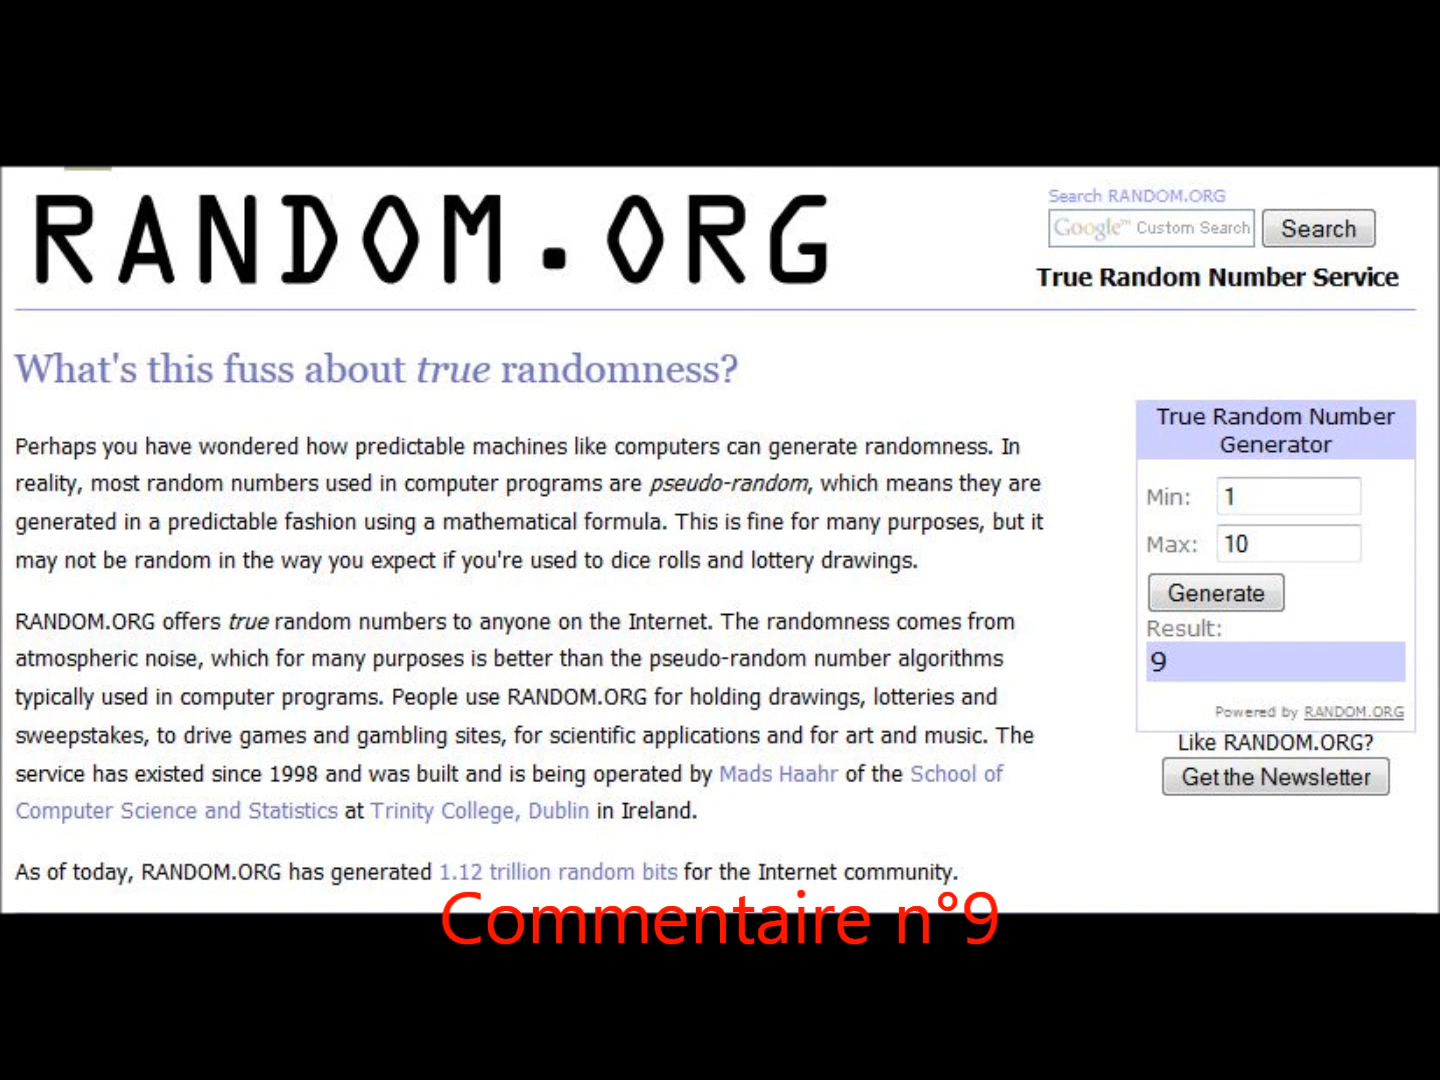 RANDOM.ORG
Search RANDOM.ORG
Google™ Custom Search
Search
True Random Number Service
What's this fuss about true randomness?
Perhaps you have wondered how predictable machines like computers can generate randomness. In
reality, most random numbers used in computer programs are pseudo-random, which means they are
generated in a predictable fashion using a mathematical formula. This is fine for many purposes, but it
may not be random in the way you expect if you're used to dice rolls and lottery drawings.
RANDOM.ORG offers true random numbers to anyone on the Internet. The randomness comes from
atmospheric noise, which for many purposes is better than the pseudo-random number algorithms
typically used in computer programs. People use RANDOM.ORG for holding drawings, lotteries and
sweepstakes, to drive games and gambling sites, for scientific applications and for art and music. The
service has existed since 1998 and was built and is being operated by Mads Haahr of the School of
Computer Science and Statistics at Trinity College, Dublin in Ireland.
As of today, RANDOM.ORG has generated 1.12 trillion random bits for the Internet community.
True Random Number
Generator
Min: 1
Max: 10
Generate
Result:
9
Powered by RANDOM.ORG
Like RANDOM.ORG?
Get the Newsletter
Commentaire n°9